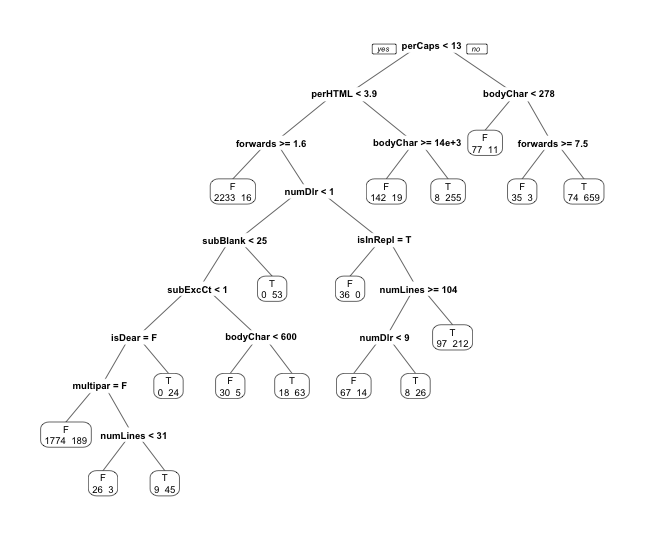 yes perCaps < 13 no
perHTML < 3.9
bodyChar < 278
forwards >= 1.6
bodyChar >= 14e+3
F
77 11
forwards >= 7.5
F
2233 16
numDlr < 1
F
142 19
T
8 255
F
35 3
T
74 659
subBlank < 25
isInRepl = T
subExcCt < 1
T
0 53
F
36 0
numLines >= 104
isDear = F
bodyChar < 600
numDlr < 9
T
97 212
multipar = F
T
0 24
F
30 5
T
18 63
F
67 14
T
8 26
F
1774 189
numLines < 31
F
26 3
T
9 45